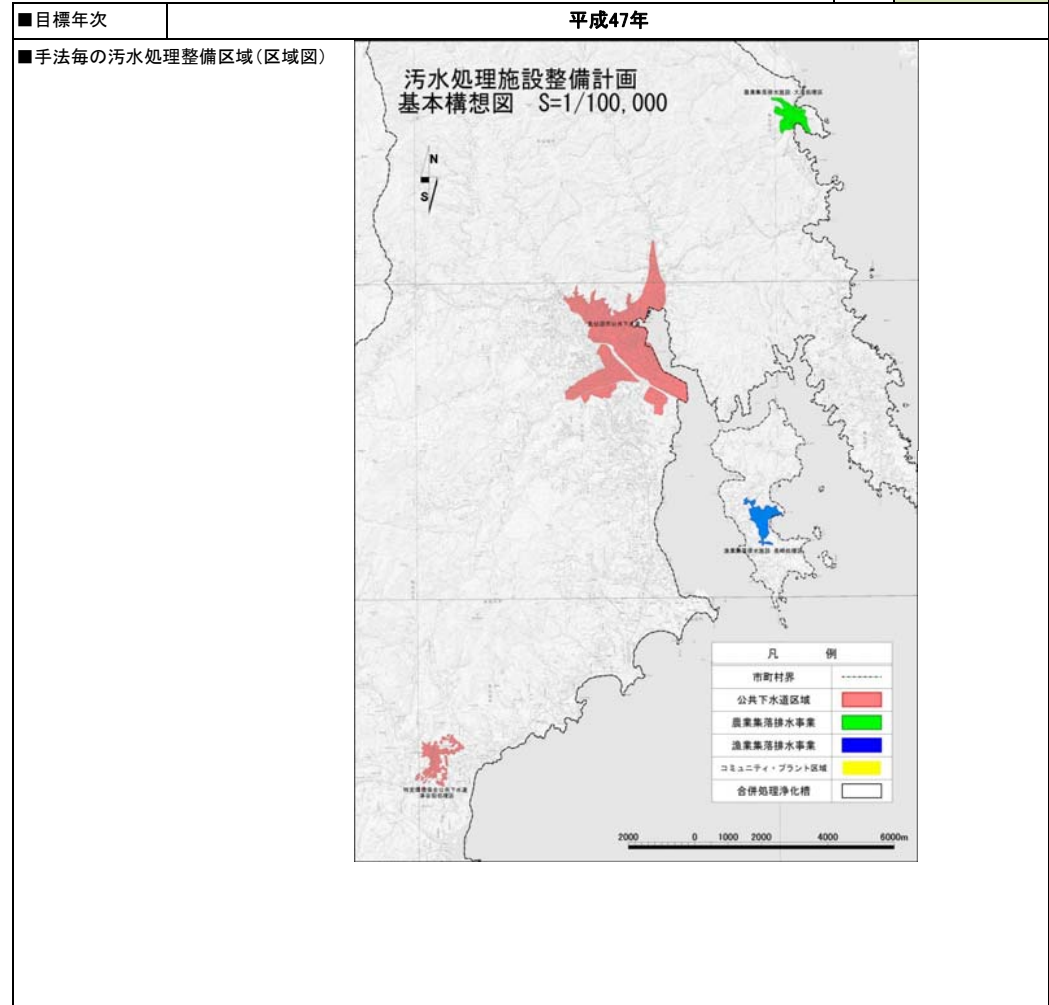 ■目標年次
平成47年
■手法毎の汚水処理整備区域(区域図)
汚水処理施設整備計画
基本構想図 S=1/100,000
N
S
凡 例
市町村界
公共下水道区域
農業集落排水事業
漁業集落排水事業
コミュニティ・プラント区域
合併処理浄化槽
2000 0 1000 2000 4000 6000m